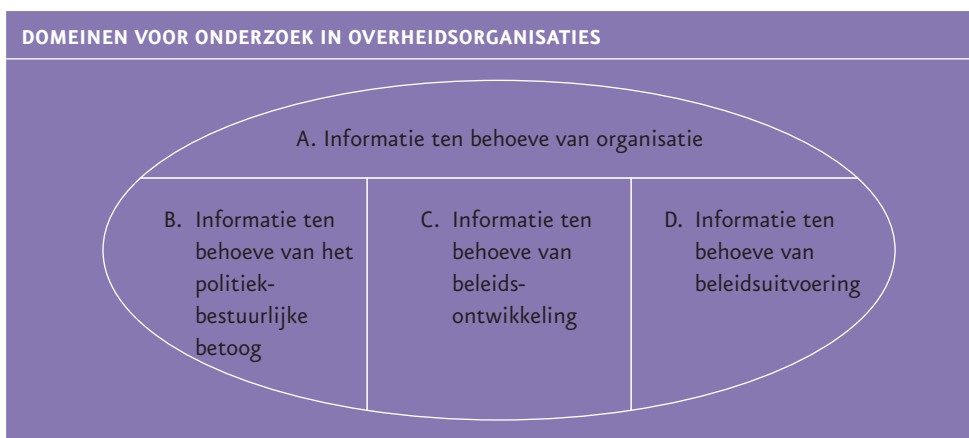 DOMEINEN VOOR ONDERZOEK IN OVERHEIDSORGANISATIES
A. Informatie ten behoeve van organisatie
B. Informatie ten
behoeve van het
politiek-
bestuurlijke
betoog
C. Informatie ten
behoeve van
beleids-
ontwikkeling
D. Informatie ten
behoeve van
beleidsuitvoering